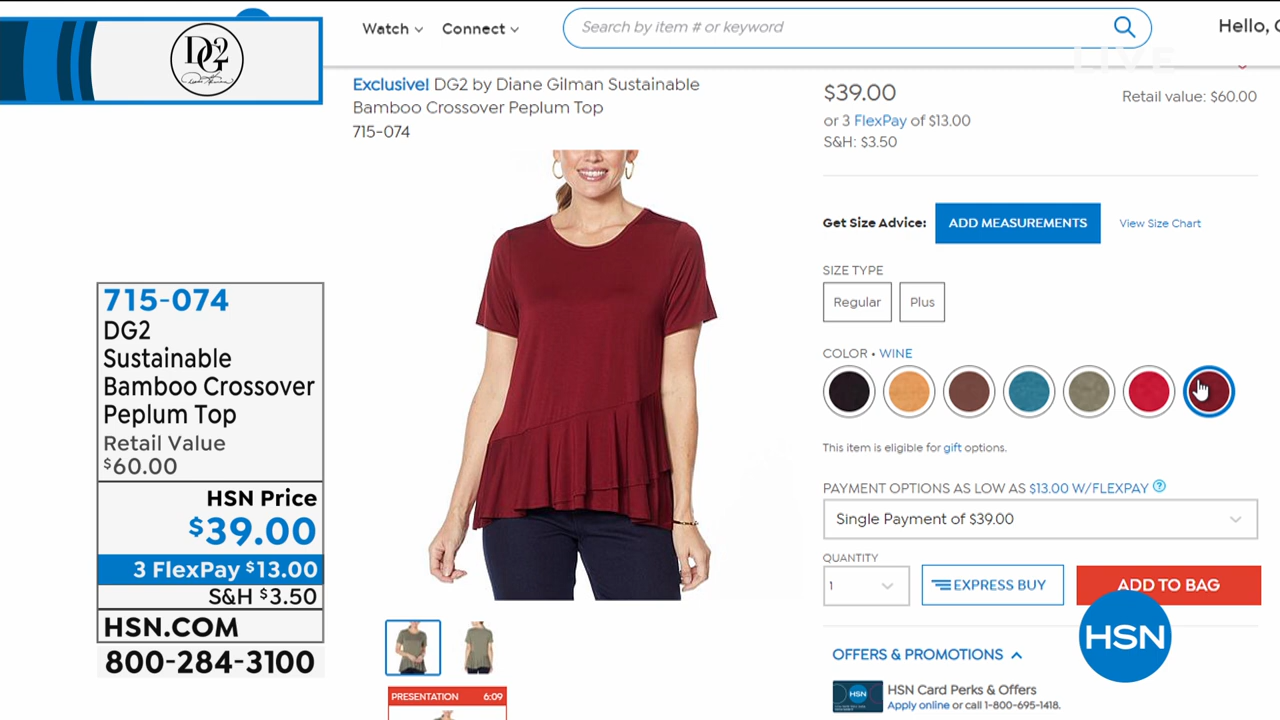 DG2
Watch
Connect
Search by item # or keyword
Hello,
LIVE
Exclusive! DG2 by Diane Gilman Sustainable
Bamboo Crossover Peplum Top
715-074
$39.00
Retail value: $60.00
or 3 FlexPay of $13.00
S&H: $3.50
Get Size Advice:
ADD MEASUREMENTS
View Size Chart
SIZE TYPE
Regular
Plus
COLOR • WINE
This item is eligible for gift options.
PAYMENT OPTIONS AS LOW AS $13.00 W/FLEXPAY ?
Single Payment of $39.00
QUANTITY
1
EXPRESS BUY
ADD TO BAG
HSN
OFFERS & PROMOTIONS
HSN
HSN Card Perks & Offers
Apply online or call 1-800-695-1418.
715-074
DG2
Sustainable
Bamboo Crossover
Peplum Top
Retail Value
$60.00
HSN Price
$39.00
3 FlexPay $13.00
S&H $3.50
HSN.COM
800-284-3100
PRESENTATION 6:09